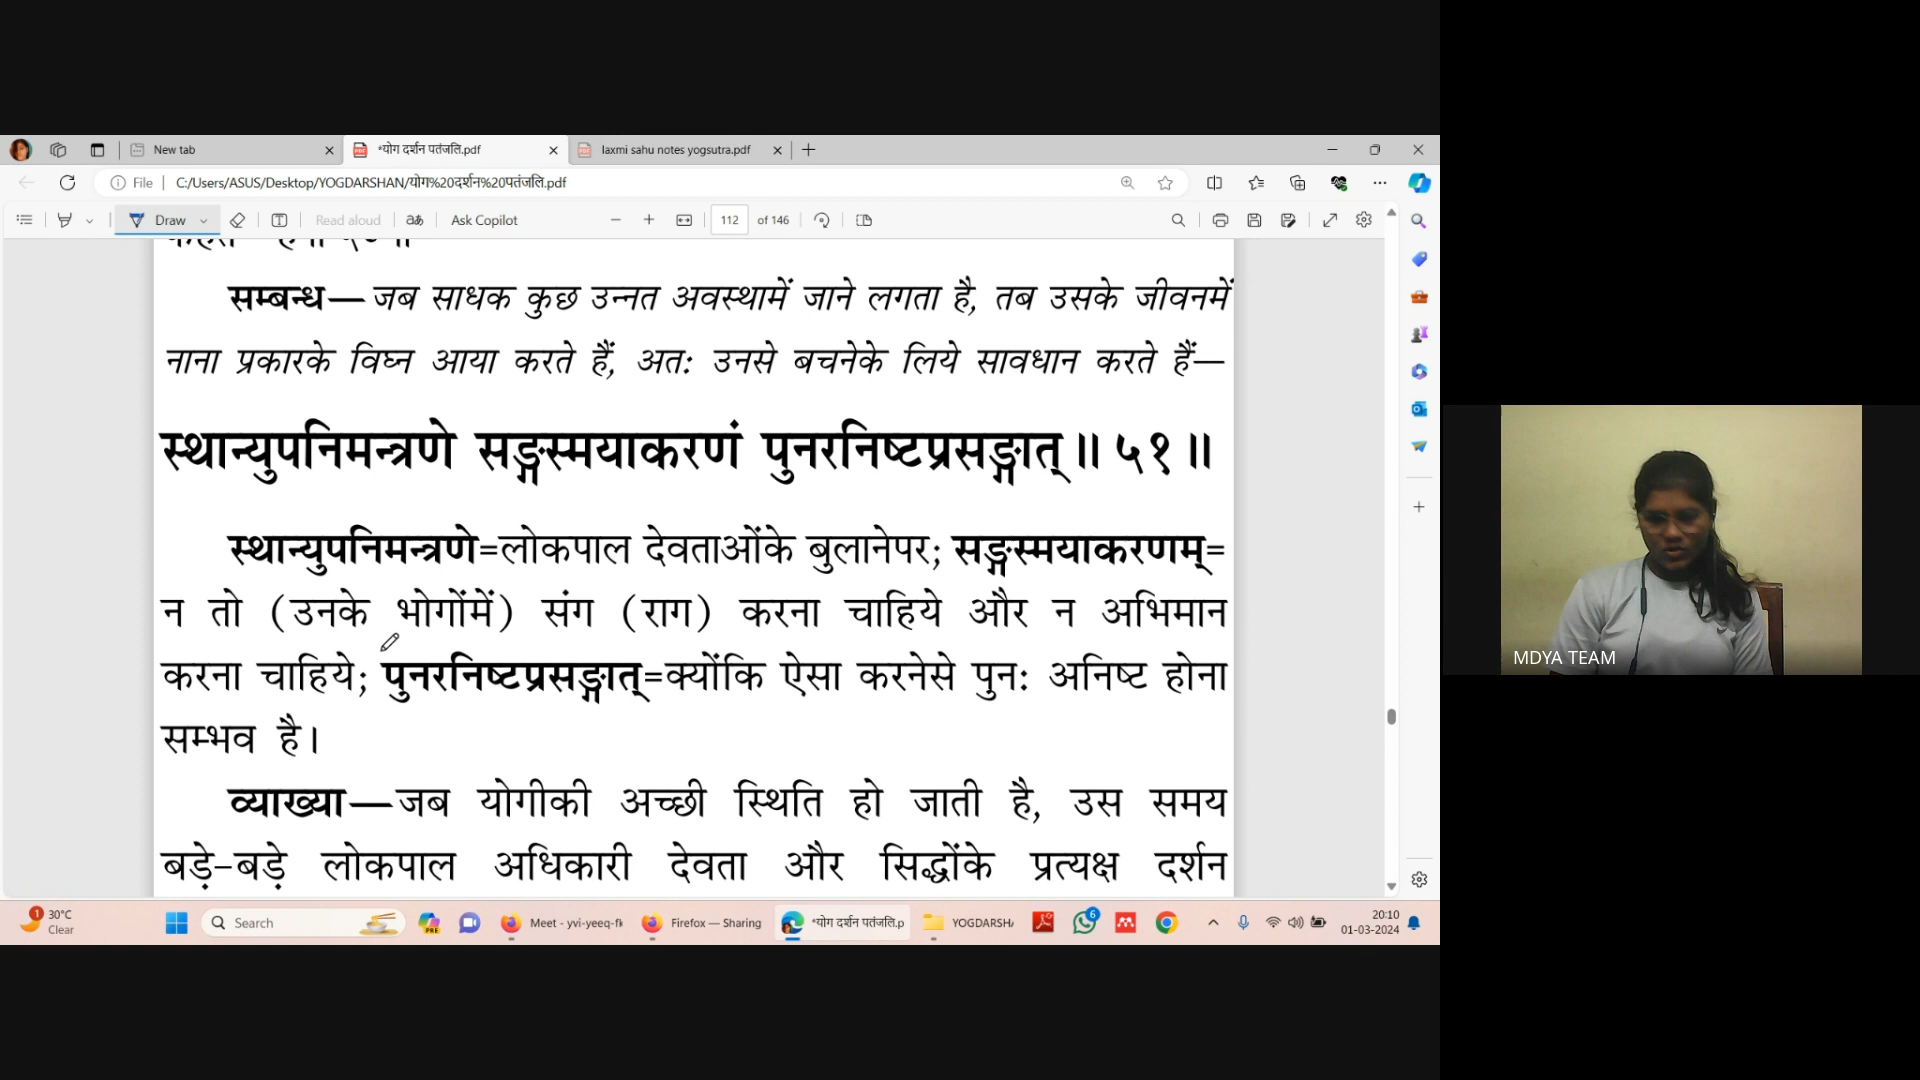 New tab
*योग दर्शन पतंजलि.pdf
laxmi sahu notes yogsutra.pdf
File
C:/Users/ASUS/Desktop/YOGDARSHAN/योग%20दर्शन%20पतंजलि.pdf
Draw
Read aloud
Ask Copilot
112 of 146
सम्बन्ध—जब साधक कुछ उन्नत अवस्थामें जाने लगता है, तब उसके जीवनमें
नाना प्रकारके विघ्न आया करते हैं, अतः उनसे बचनेके लिये सावधान करते हैं—
स्थान्युपनिमन्त्रणे सङ्गस्मयाकरणं पुनरनिष्टप्रसङ्गात्॥ ५१॥
स्थान्युपनिमन्त्रणे=लोकपाल देवताओंके बुलानेपर; सङ्गस्मयाकरणम्=
न तो (उनके भोगोंमें) संग (राग) करना चाहिये और न अभिमान
करना चाहिये; पुनरनिष्टप्रसङ्गात्=क्योंकि ऐसा करनेसे पुनः अनिष्ट होना
सम्भव है।
व्याख्या—जब योगीकी अच्छी स्थिति हो जाती है, उस समय
बड़े-बड़े लोकपाल अधिकारी देवता और सिद्धोंके प्रत्यक्ष दर्शन
MDYA TEAM
1
30°C
Clear
Search
PRE
Meet - yvi-yeeq-fk
Firefox — Sharing
*योग दर्शन पतंजलि.p
YOGDARSHA
6
20:10
01-03-2024